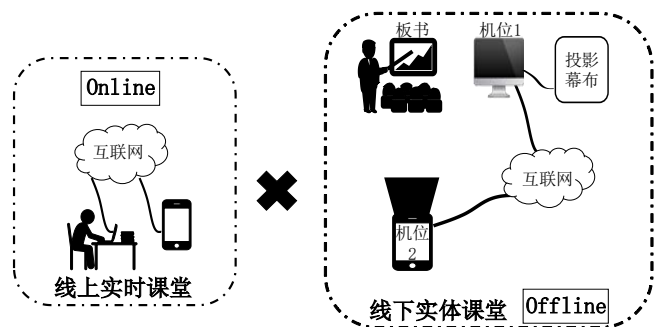 Online
互联网
线上实时课堂
板书
机位1
投影
幕布
互联网
机位
2
线下实体课堂
Offline